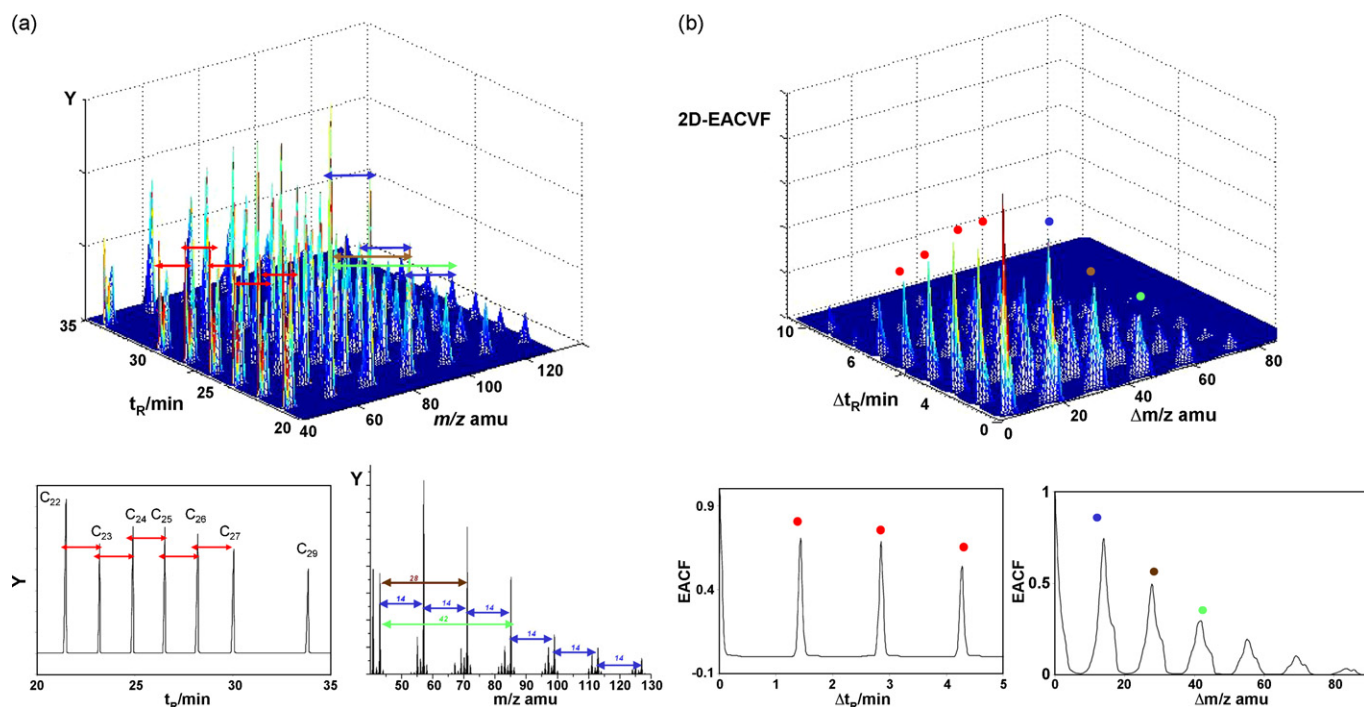 (a)
Y
35
30
25
20
t_R/min
40
60
80
100
120
m/z amu
(b)
2D-EACVF
10
6
4
0
Δt_R/min
0
20
40
60
80
Δm/z amu
Y
C₂₂
C₂₃
C₂₄
C₂₅
C₂₆
C₂₇
C₂₉
20 25 30 35
t_R/min
Y
28
14 14 14
42
14
14
14
50 70 90 110 130
m/z amu
EACF
0.9
0.4
-0.1
0 1 2 3 4 5
Δt_R/min
EACF
1
0.5
0
0 20 40 60 80
Δm/z amu